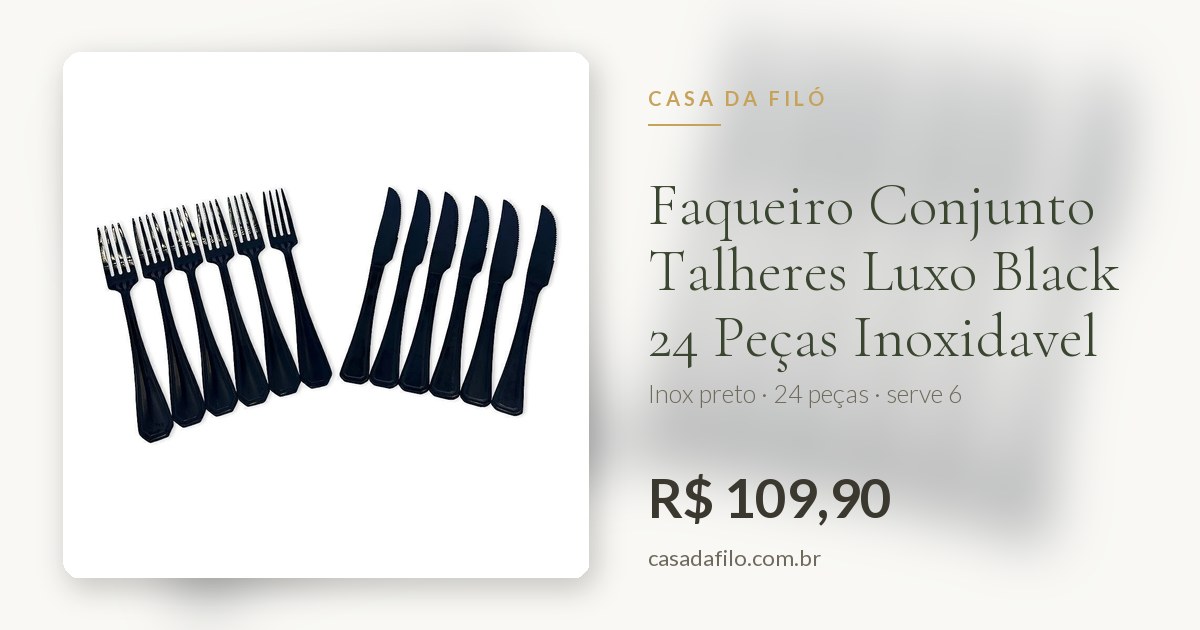 CASA DA FILÓ
Faqueiro Conjunto
Talheres Luxo Black
24 Peças Inoxidavel
Inox preto · 24 peças · serve 6
R$ 109,90
casadafilo.com.br